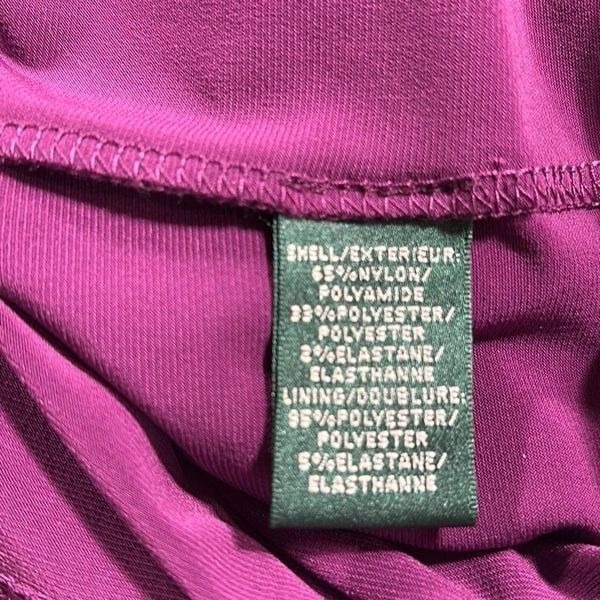 SHELL/EXTERIEUR:
65%NYLON/
POLYAMIDE
33%POLYESTER/
POLYESTER
2%ELASTANE/
ELASTHANNE
LINING/DOUBLURE:
95%POLYESTER/
POLYESTER
5%ELASTANE/
ELASTHANNE